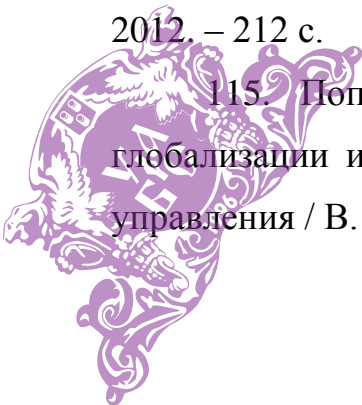 2012. – 212 с.
115. Поп
глобализации и
управления / В.